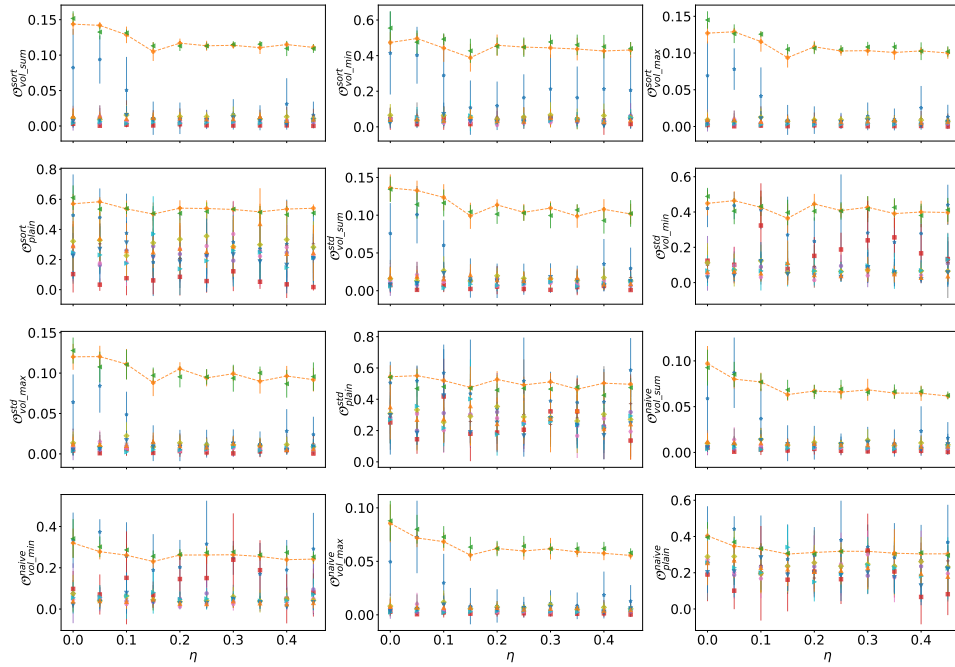 0.15
0.10
0.05
0.00
O^{sort}_{vol_sum}
0.6
0.4
0.2
0.0
O^{sort}_{vol_min}
0.15
0.10
0.05
0.00
O^{sort}_{vol_max}
0.8
0.6
0.4
0.2
0.0
O^{sort}_{plain}
0.15
0.10
0.05
0.00
O^{std}_{vol_sum}
0.6
0.4
0.2
0.0
O^{std}_{vol_min}
0.15
0.10
0.05
0.00
O^{std}_{vol_max}
0.8
0.6
0.4
0.2
0.0
O^{std}_{plain}
0.10
0.05
0.00
O^{naive}_{vol_sum}
0.4
0.2
0.0
O^{naive}_{vol_min}
0.10
0.05
0.00
O^{naive}_{vol_max}
0.6
0.4
0.2
0.0
O^{naive}_{plain}
0.0 0.1 0.2 0.3 0.4
η
0.0 0.1 0.2 0.3 0.4
η
0.0 0.1 0.2 0.3 0.4
η